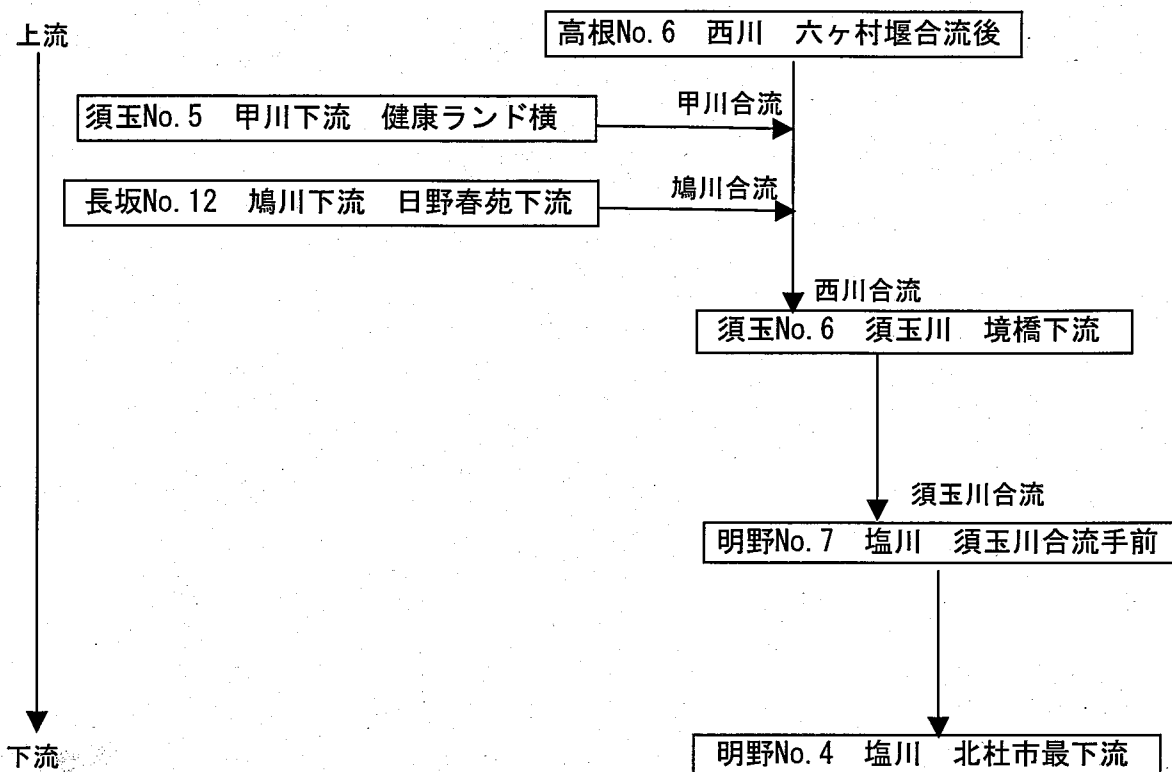 上流
高根No.6　西川　六ヶ村堰合流後
甲川合流
須玉No.5　甲川下流　健康ランド横
鳩川合流
長坂No.12　鳩川下流　日野春苑下流
西川合流
須玉No.6　須玉川　境橋下流
須玉川合流
明野No.7　塩川　須玉川合流手前
下流
明野No.4　塩川　北杜市最下流